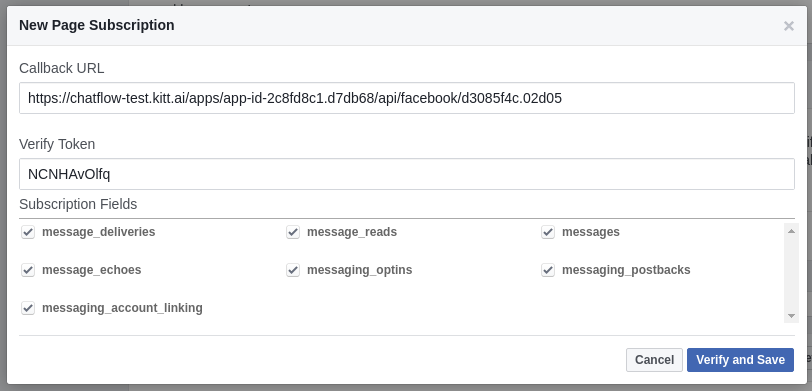 New Page Subscription
×
Callback URL
https://chatflow-test.kitt.ai/apps/app-id-2c8fd8c1.d7db68/api/facebook/d3085f4c.02d05
Verify Token
NCNHAvOlfq
Subscription Fields
message_deliveries message_reads messages
message_echoes messaging_optins messaging_postbacks
messaging_account_linking
Cancel Verify and Save